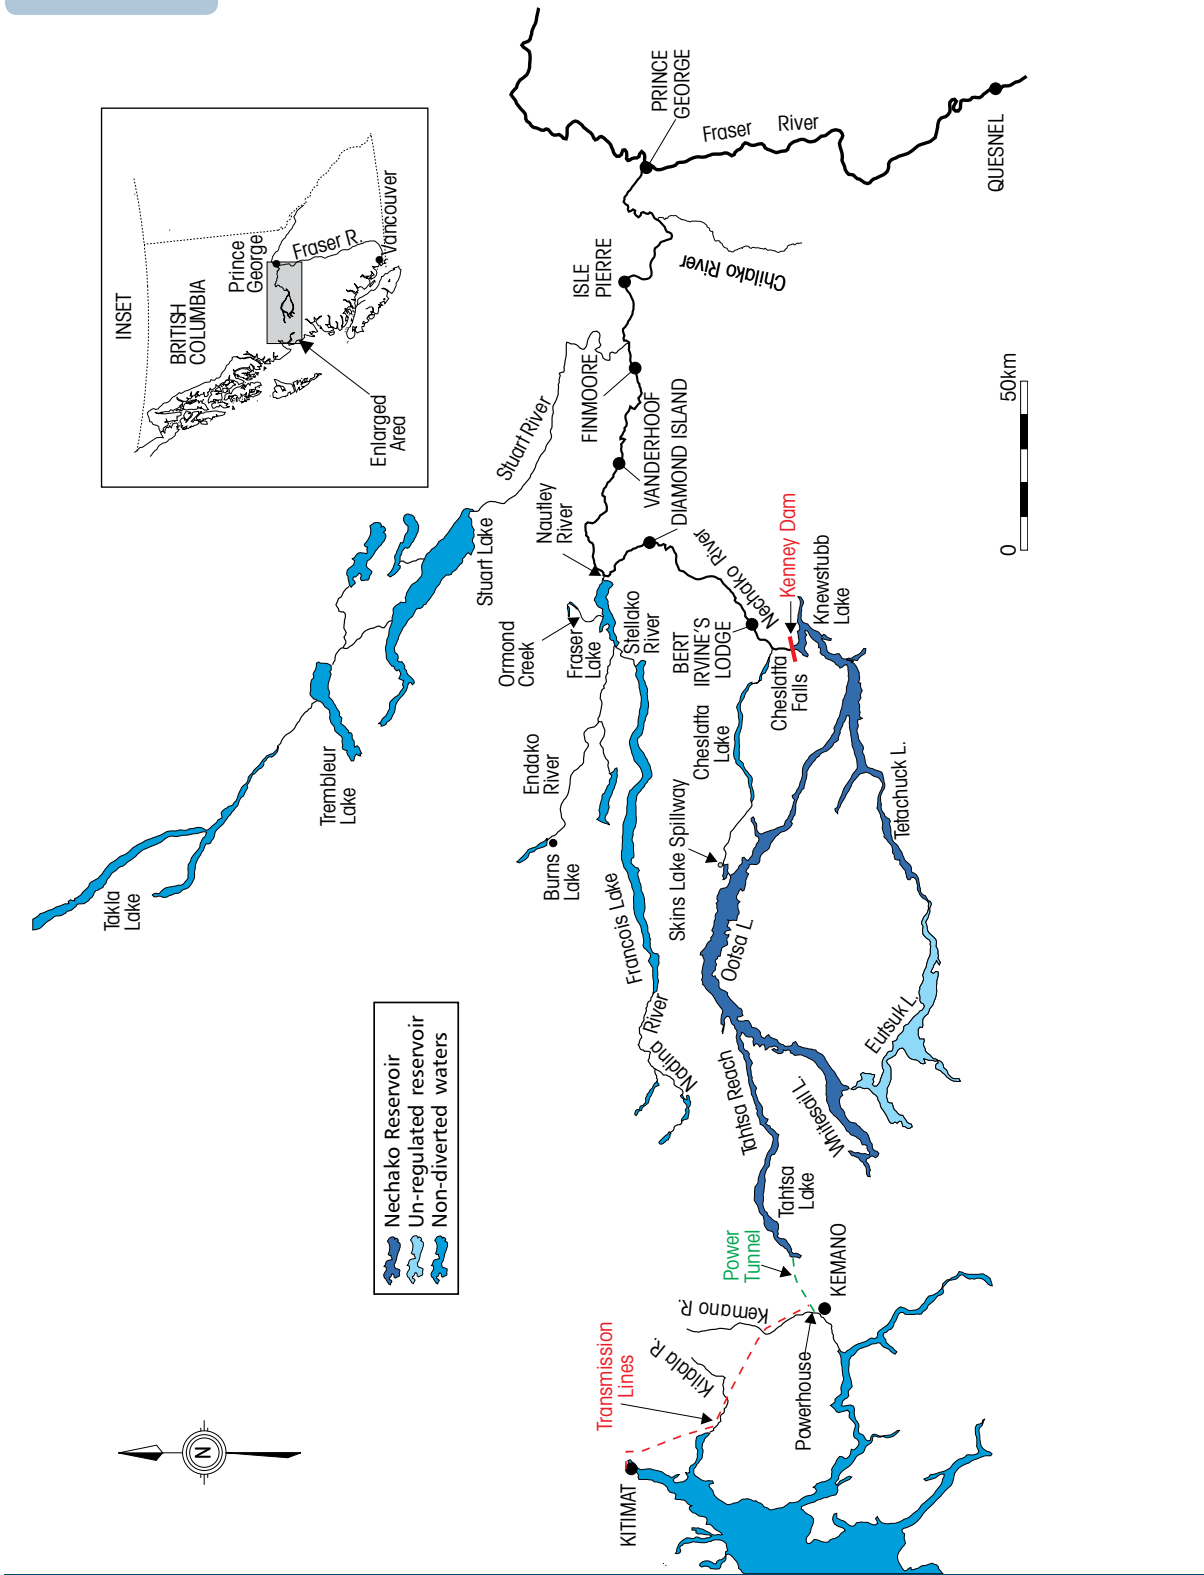 INSET
BRITISH
COLUMBIA
Prince
George
Fraser R.
Vancouver
Enlarged
Area
PRINCE
GEORGE
Fraser River
QUESNEL
ISLE
PIERRE
Chilako River
FINMOORE
VANDERHOOF
DIAMOND ISLAND
Stuart River
Nautley
River
Stuart Lake
Ormond
Creek
Fraser
Lake
Stellako
River
Nechako River
BERT
IRVINE'S
LODGE
Kenney Dam
Knewstubb
Lake
Cheslatta
Falls
Cheslatta
Lake
Skins Lake Spillway
Trembleur
Lake
Takla
Lake
Endako
River
Burns
Lake
Francois Lake
Nadina River
Ootsa L.
Tetachuck L.
Eutsuk L.
Whitesail L.
Tahtsa Reach
Tahtsa
Lake
Power
Tunnel
KEMANO
Kemano R.
Kildala R.
Powerhouse
Transmission
Lines
KITIMAT
Nechako Reservoir
Un-regulated reservoir
Non-diverted waters
N
0 50km